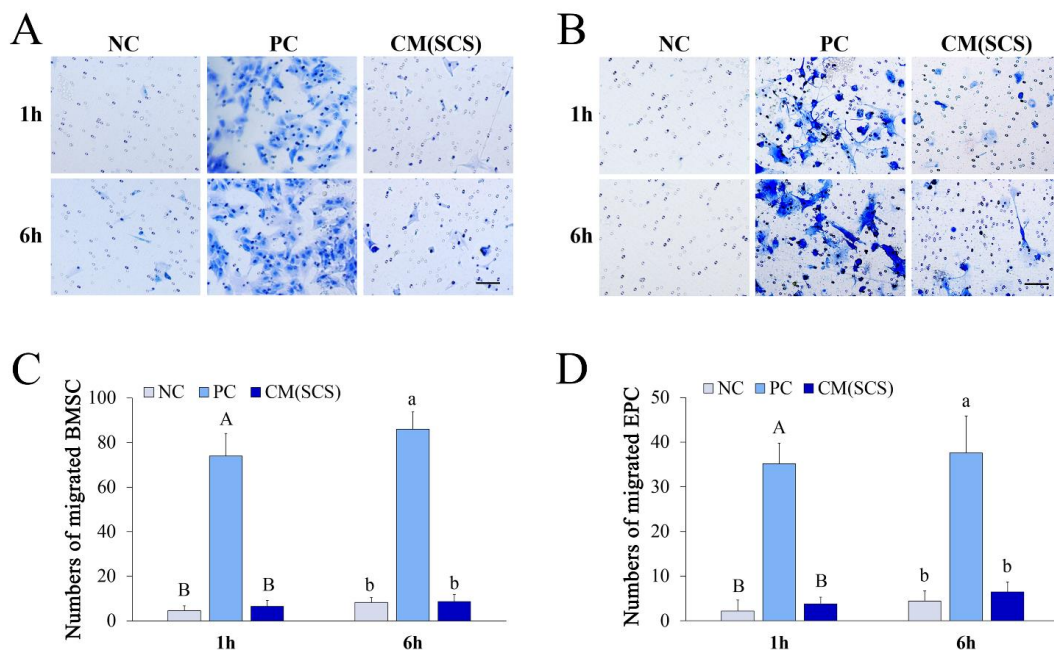 A
NC PC CM(SCS)
1h
6h
B
NC PC CM(SCS)
1h
6h
C
NC PC CM(SCS)
Numbers of migrated BMSC
100
80
60
40
20
0
B A B
b a b
1h 6h
D
NC PC CM(SCS)
Numbers of migrated EPC
50
40
30
20
10
0
B A B
b a b
1h 6h